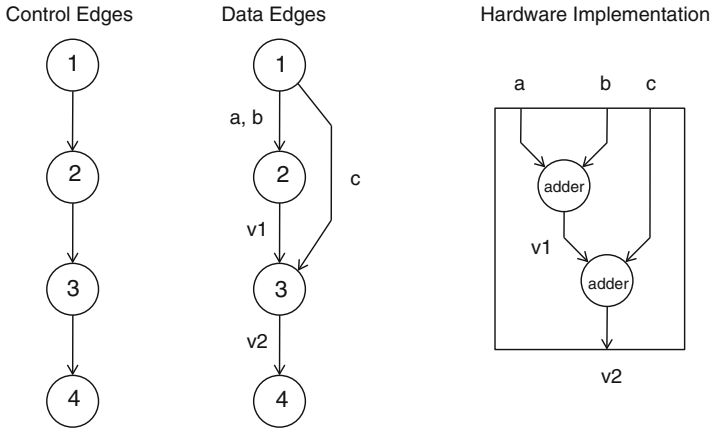 Control Edges
Data Edges
Hardware Implementation
1
2
3
4
1
a, b
c
2
v1
3
v2
4
a
b
c
adder
v1
adder
v2